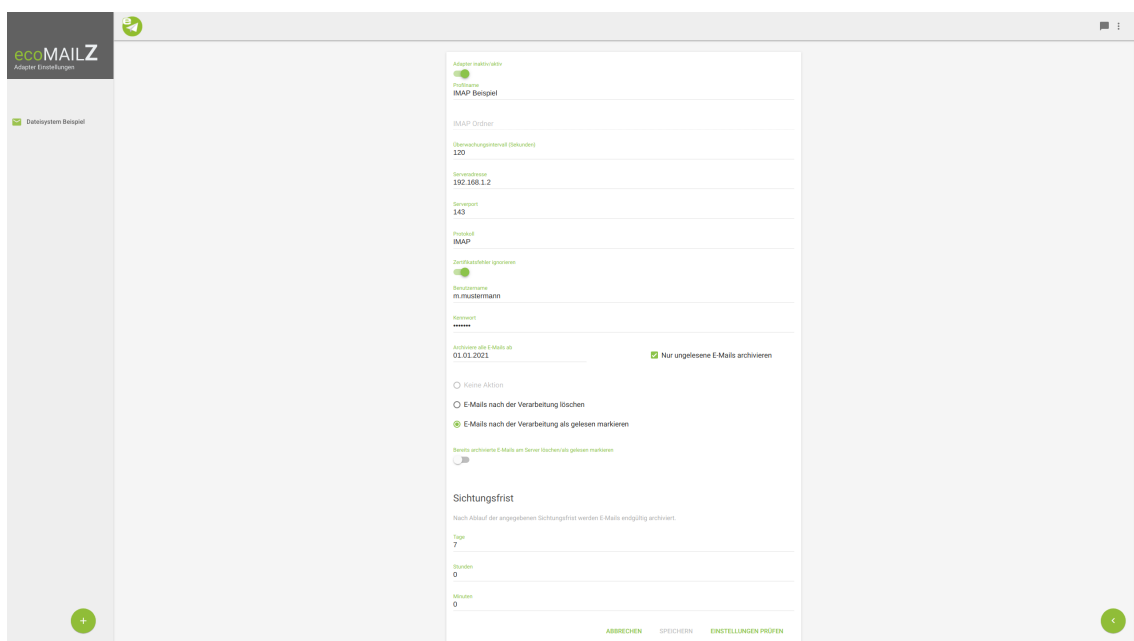 ecoMAILZ
Adapter Einstellungen
Dateisystem Beispiel
Adapter inaktiv/aktiv
Profilname
IMAP Beispiel
IMAP Ordner
Überwachungsintervall (Sekunden)
120
Serveradresse
192.168.1.2
Serverport
143
Protokoll
IMAP
Zertifikatsfehler ignorieren
Benutzername
m.mustermann
Kennwort
•••••••
Archiviere alle E-Mails ab
01.01.2021
Nur ungelesene E-Mails archivieren
Keine Aktion
E-Mails nach der Verarbeitung löschen
E-Mails nach der Verarbeitung als gelesen markieren
Bereits archivierte E-Mails am Server löschen/als gelesen markieren
Sichtungsfrist
Nach Ablauf der angegebenen Sichtungsfrist werden E-Mails endgültig archiviert.
Tage
7
Stunden
0
Minuten
0
ABBRECHEN SPEICHERN EINSTELLUNGEN PRÜFEN